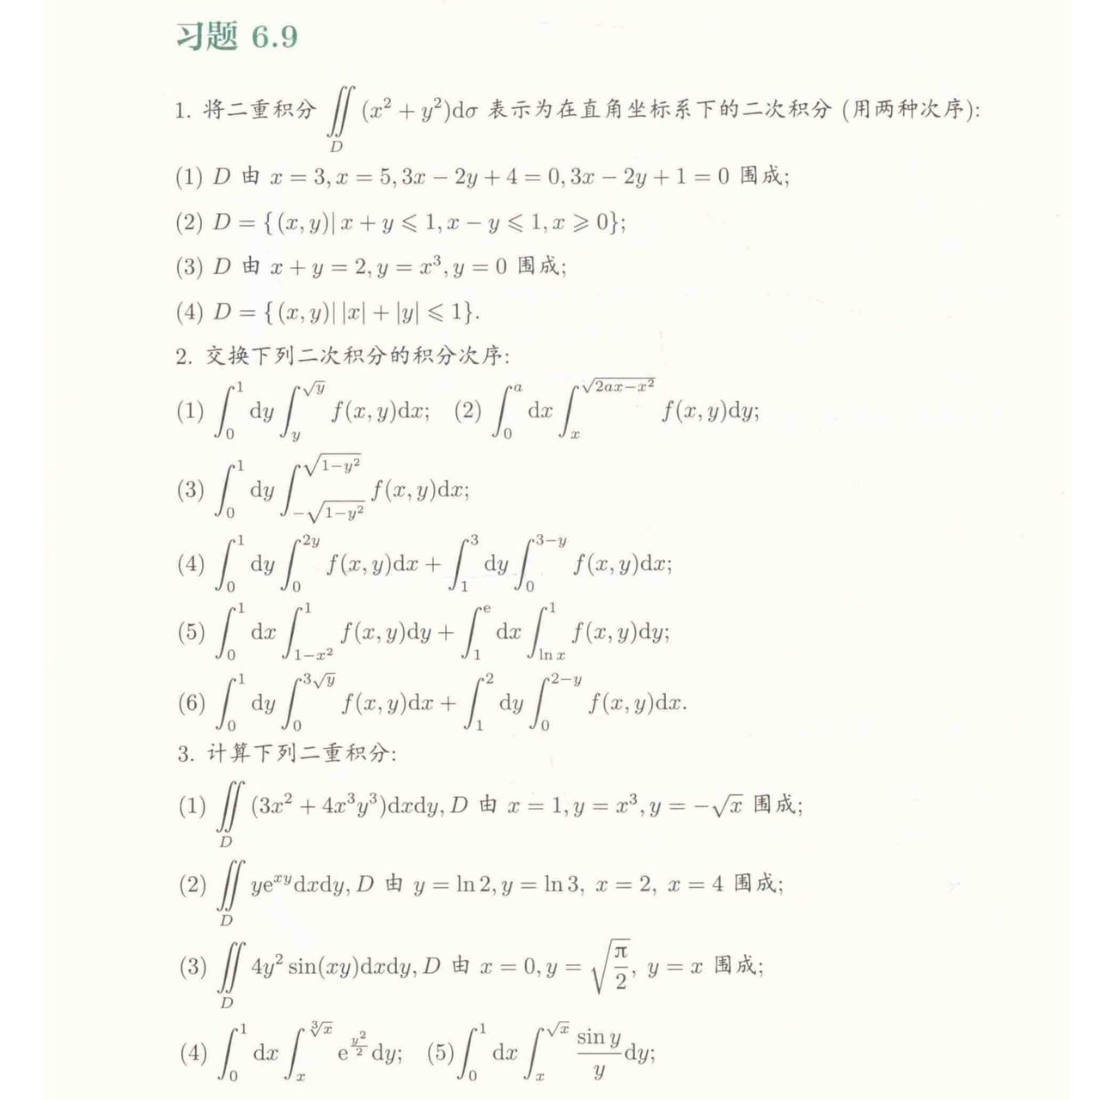 习题 6.9
1. 将二重积分 ∬_D (x² + y²)dσ 表示为在直角坐标系下的二次积分 (用两种次序):
(1) D 由 x = 3, x = 5, 3x − 2y + 4 = 0, 3x − 2y + 1 = 0 围成;
(2) D = {(x, y)| x + y ⩽ 1, x − y ⩽ 1, x ⩾ 0};
(3) D 由 x + y = 2, y = x³, y = 0 围成;
(4) D = {(x, y)| |x| + |y| ⩽ 1}.
2. 交换下列二次积分的积分次序:
(1) ∫_0^1 dy ∫_y^{√y} f(x, y)dx; (2) ∫_0^a dx ∫_x^{√(2ax−x²)} f(x, y)dy;
(3) ∫_0^1 dy ∫_{−√(1−y²)}^{√(1−y²)} f(x, y)dx;
(4) ∫_0^1 dy ∫_0^{2y} f(x, y)dx + ∫_1^3 dy ∫_0^{3−y} f(x, y)dx;
(5) ∫_0^1 dx ∫_{1−x²}^1 f(x, y)dy + ∫_1^e dx ∫_{ln x}^1 f(x, y)dy;
(6) ∫_0^1 dy ∫_0^{3√y} f(x, y)dx + ∫_1^2 dy ∫_0^{2−y} f(x, y)dx.
3. 计算下列二重积分:
(1) ∬_D (3x² + 4x³y³)dxdy, D 由 x = 1, y = x³, y = −√x 围成;
(2) ∬_D ye^{xy}dxdy, D 由 y = ln 2, y = ln 3, x = 2, x = 4 围成;
(3) ∬_D 4y² sin(xy)dxdy, D 由 x = 0, y = √(π/2), y = x 围成;
(4) ∫_0^1 dx ∫_x^{∛x} e^{y²/2} dy; (5) ∫_0^1 dx ∫_x^{√x} (sin y)/y dy;